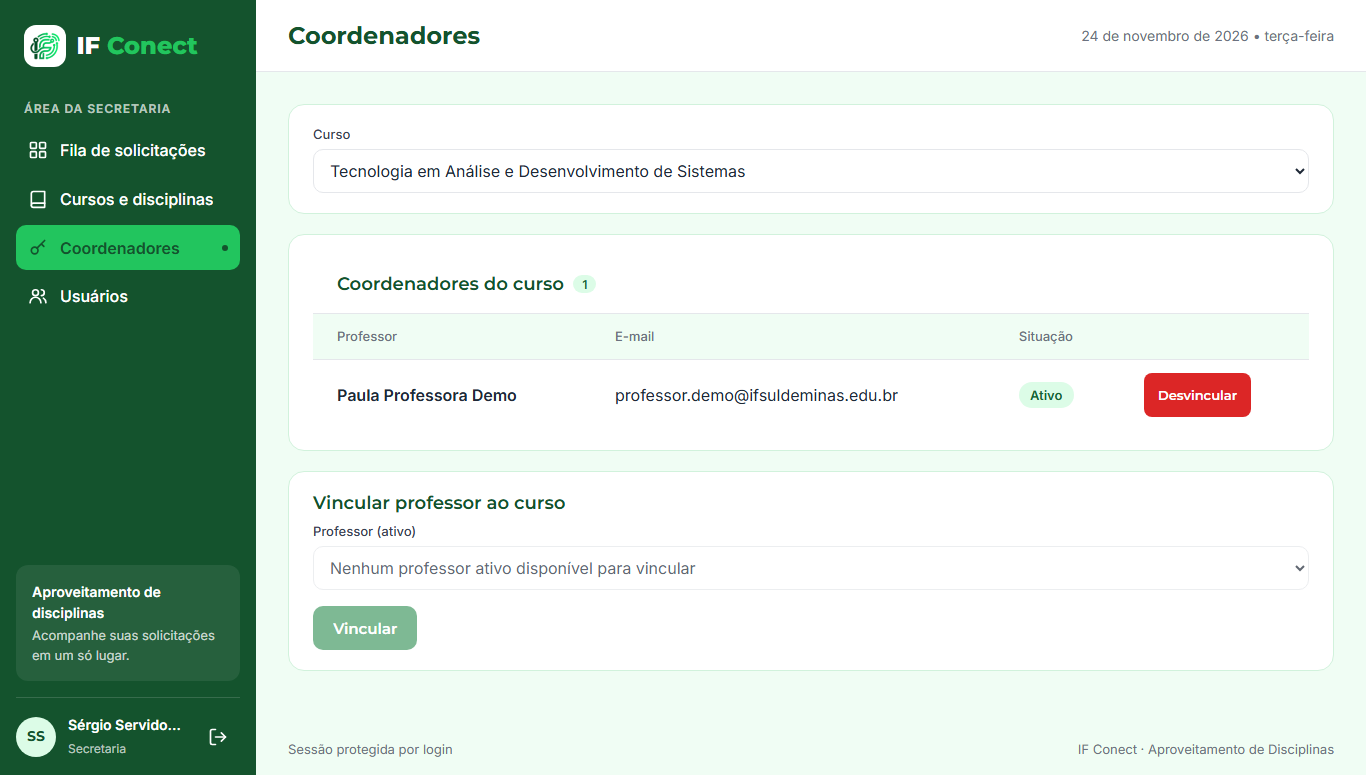 IF Conect
ÁREA DA SECRETARIA
Fila de solicitações
Cursos e disciplinas
Coordenadores
Usuários
Aproveitamento de
disciplinas
Acompanhe suas solicitações
em um só lugar.
SS
Sérgio Servido...
Secretaria
Coordenadores
24 de novembro de 2026 • terça-feira
Curso
Tecnologia em Análise e Desenvolvimento de Sistemas
Coordenadores do curso 1
Professor E-mail Situação
Paula Professora Demo professor.demo@ifsuldeminas.edu.br Ativo Desvincular
Vincular professor ao curso
Professor (ativo)
Nenhum professor ativo disponível para vincular
Vincular
Sessão protegida por login
IF Conect · Aproveitamento de Disciplinas